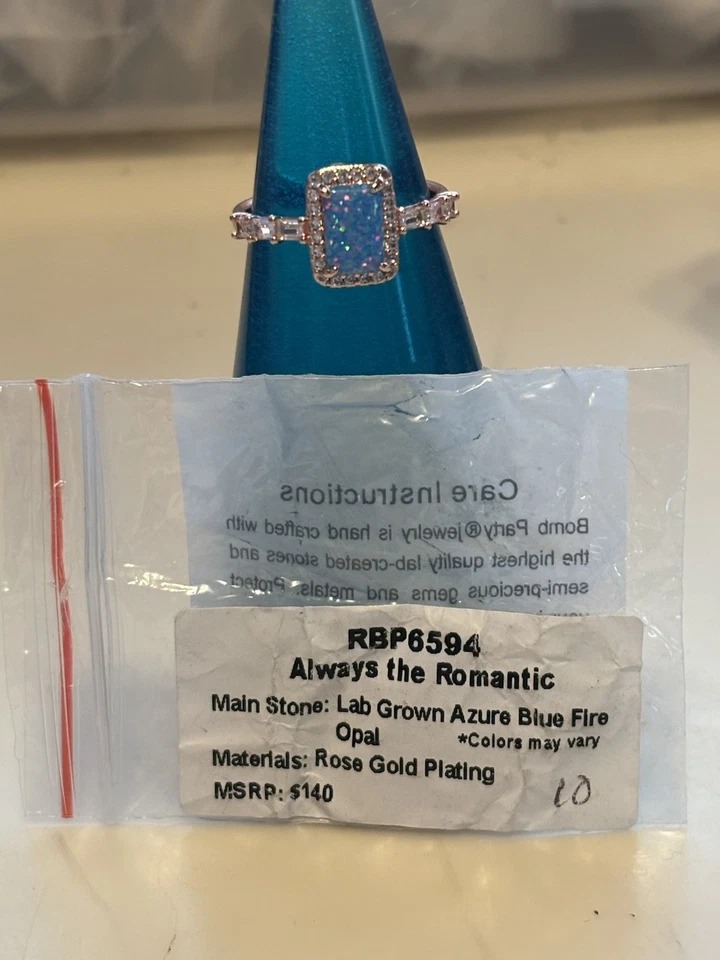 Care Instructions
Bomb Party® jewelry is hand crafted with
the highest quality lab-created stones and
semi-precious gems and metals. Protect
RBP6594
Always the Romantic
Main Stone: Lab Grown Azure Blue Fire
Opal *Colors may vary
Materials: Rose Gold Plating
MSRP: $140
10